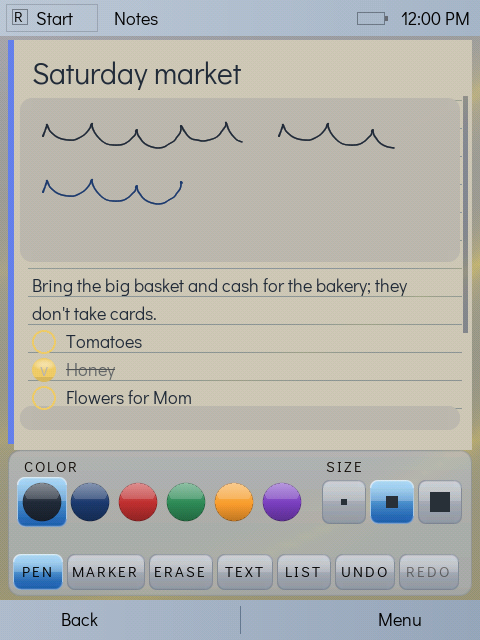 R Start Notes 12:00 PM
Saturday market
Bring the big basket and cash for the bakery; they
don't take cards.
Tomatoes
v Honey
Flowers for Mom
COLOR SIZE
PEN MARKER ERASE TEXT LIST UNDO REDO
Back Menu